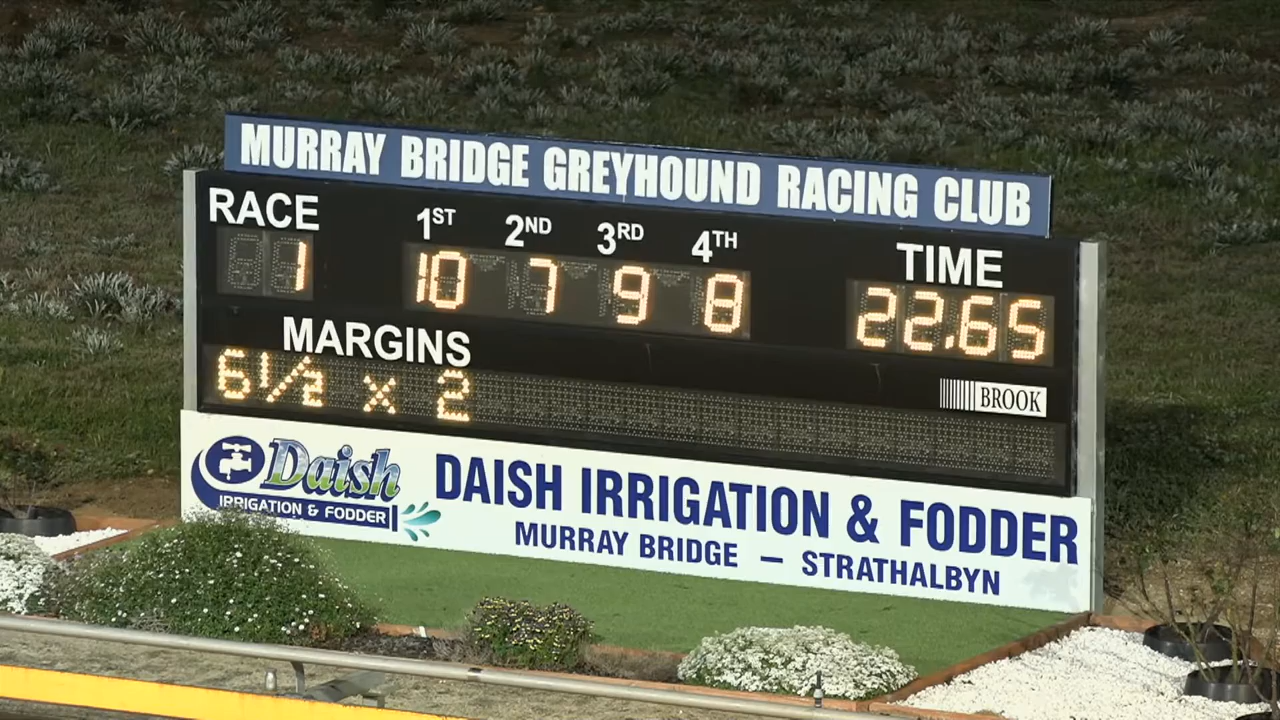 MURRAY BRIDGE GREYHOUND RACING CLUB
RACE 1ST 2ND 3RD 4TH TIME
1 10 7 9 8 22.65
MARGINS
6½ x 2
BROOK
Daish
IRRIGATION & FODDER
DAISH IRRIGATION & FODDER
MURRAY BRIDGE – STRATHALBYN